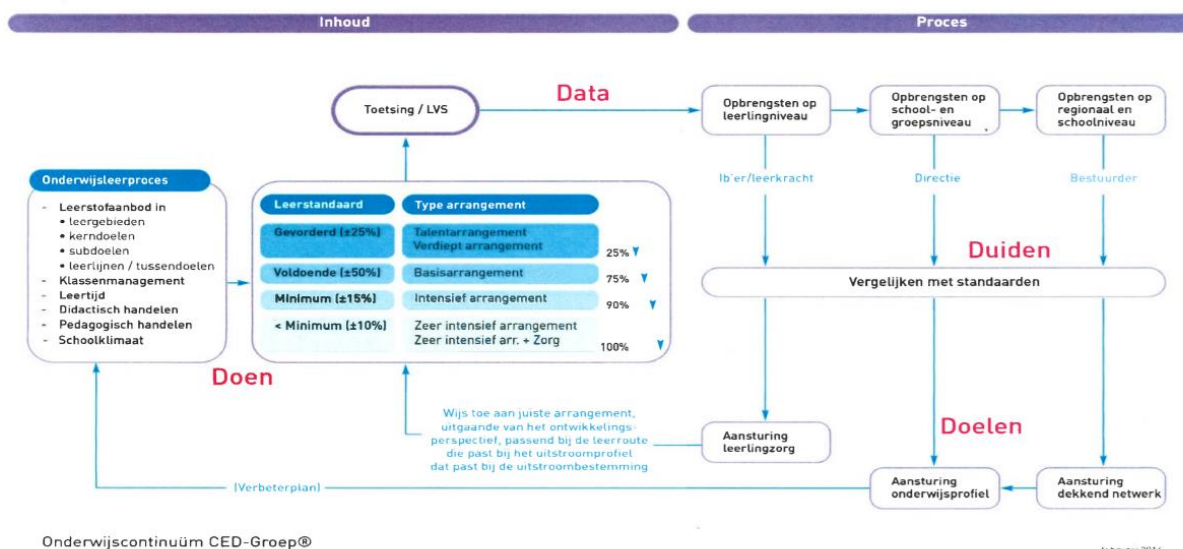 Inhoud
Proces
Toetsing / LVS
Data
Opbrengsten op
leerlingniveau
Opbrengsten op
school- en
groepsniveau
Opbrengsten op
regionaal en
schoolniveau
Ib'er/leerkracht
Directie
Bestuurder
Onderwijsleerproces
- Leerstofaanbod in
• leergebieden
• kerndoelen
• subdoelen
• leerlijnen / tussendoelen
- Klassenmanagement
- Leertijd
- Didactisch handelen
- Pedagogisch handelen
- Schoolklimaat
Leerstandaard
Type arrangement
Gevorderd (±25%)
Talentarrangement
Verdiept arrangement
25%
Voldoende (±50%)
Basisarrangement
75%
Minimum (±15%)
Intensief arrangement
90%
< Minimum (±10%)
Zeer intensief arrangement
Zeer intensief arr. + Zorg
100%
Doen
Duiden
Vergelijken met standaarden
Wijs toe aan juiste arrangement,
uitgaande van het ontwikkelings-
perspectief, passend bij de leerroute
die past bij het uitstroomprofiel
dat past bij de uitstroombestemming
Aansturing
leerlingzorg
Doelen
(Verbeterplan)
Aansturing
onderwijsprofiel
Aansturing
dekkend netwerk
Onderwijscontinuüm CED-Groep®